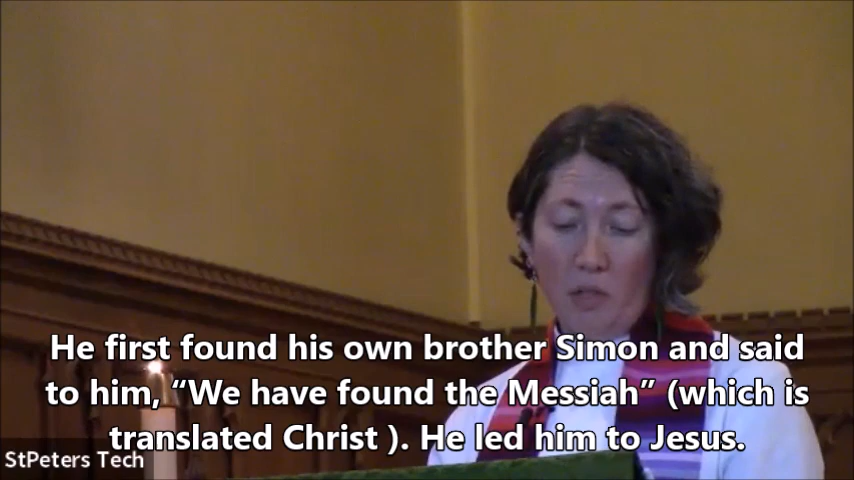 He first found his own brother Simon and said
to him, “We have found the Messiah” (which is
translated Christ ). He led him to Jesus.
StPeters Tech